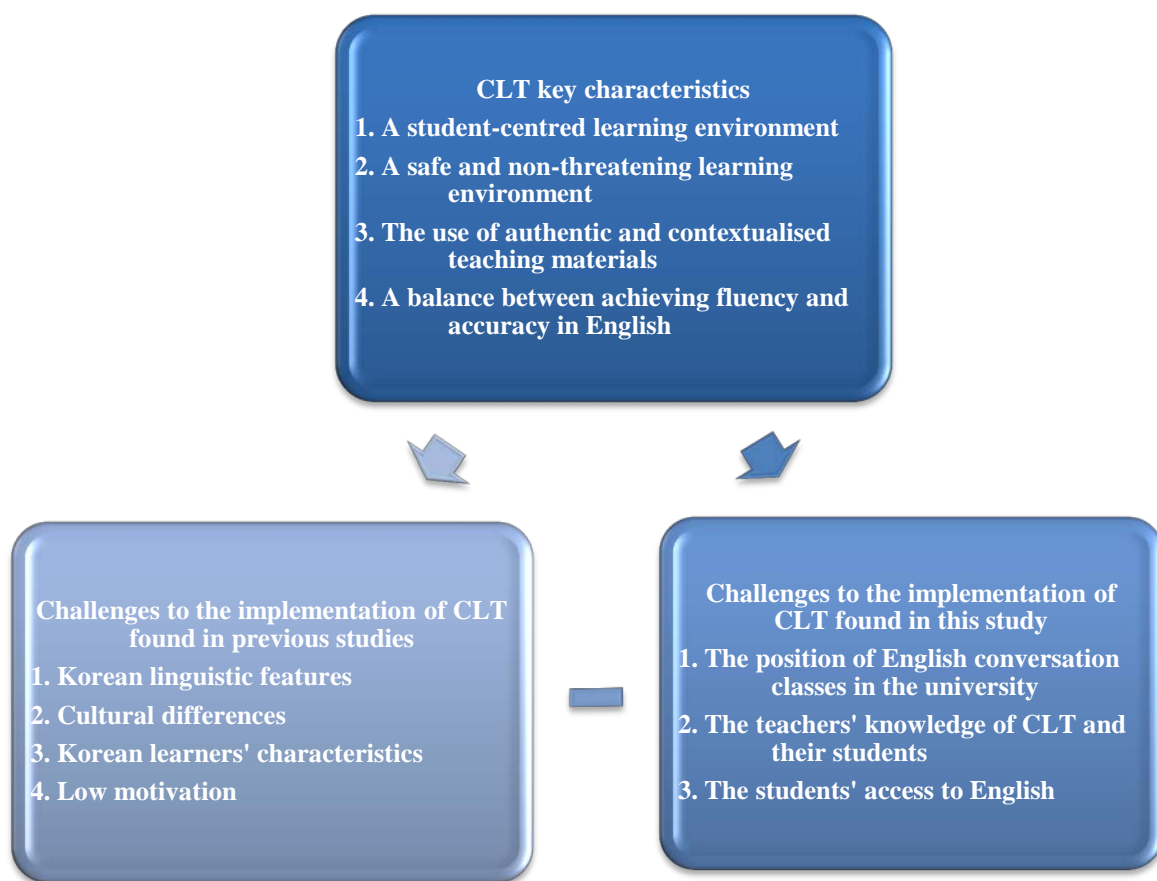 CLT key characteristics
1. A student-centred learning environment
2. A safe and non-threatening learning
environment
3. The use of authentic and contextualised
teaching materials
4. A balance between achieving fluency and
accuracy in English
Challenges to the implementation of CLT
found in previous studies
1. Korean linguistic features
2. Cultural differences
3. Korean learners' characteristics
4. Low motivation
Challenges to the implementation of
CLT found in this study
1. The position of English conversation
classes in the university
2. The teachers' knowledge of CLT and
their students
3. The students' access to English